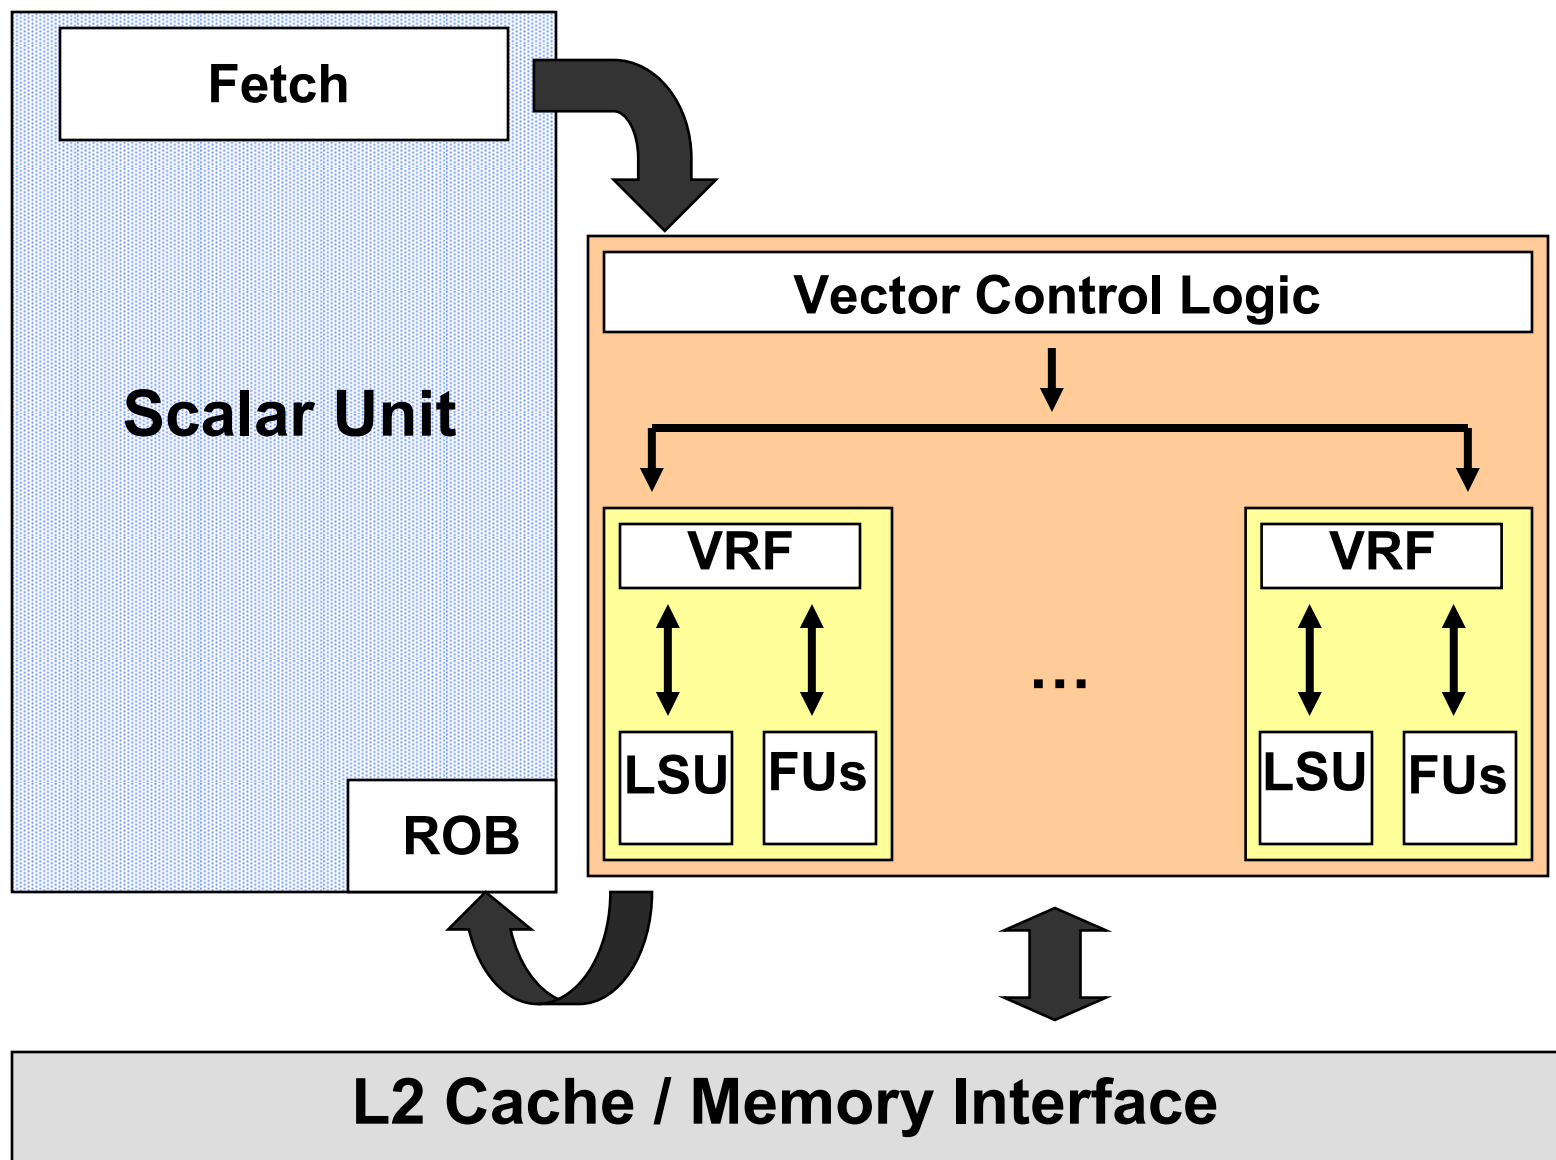 Fetch
Vector Control Logic
Scalar Unit
VRF
VRF
...
LSU
FUs
LSU
FUs
ROB
L2 Cache / Memory Interface